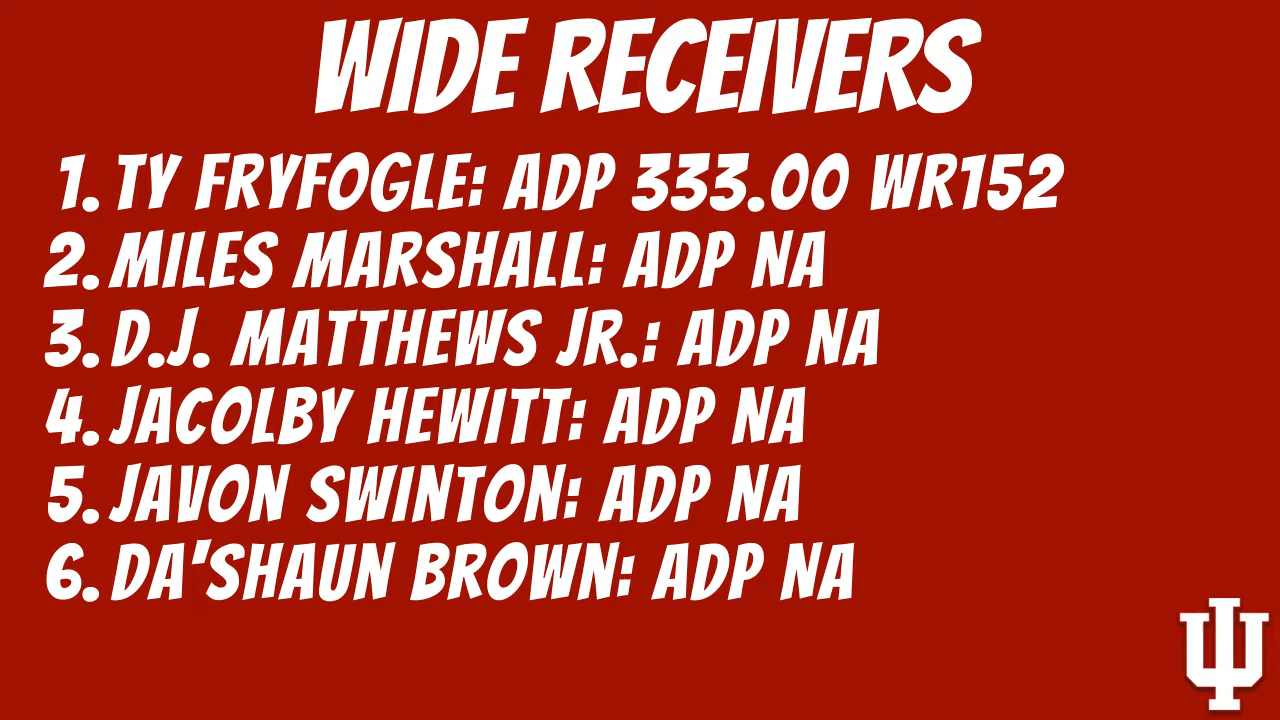 WIDE RECEIVERS
1. TY FRYFOGLE: ADP 333.00 WR152
2. MILES MARSHALL: ADP NA
3. D.J. MATTHEWS JR.: ADP NA
4. JACOLBY HEWITT: ADP NA
5. JAVON SWINTON: ADP NA
6. DA'SHAUN BROWN: ADP NA